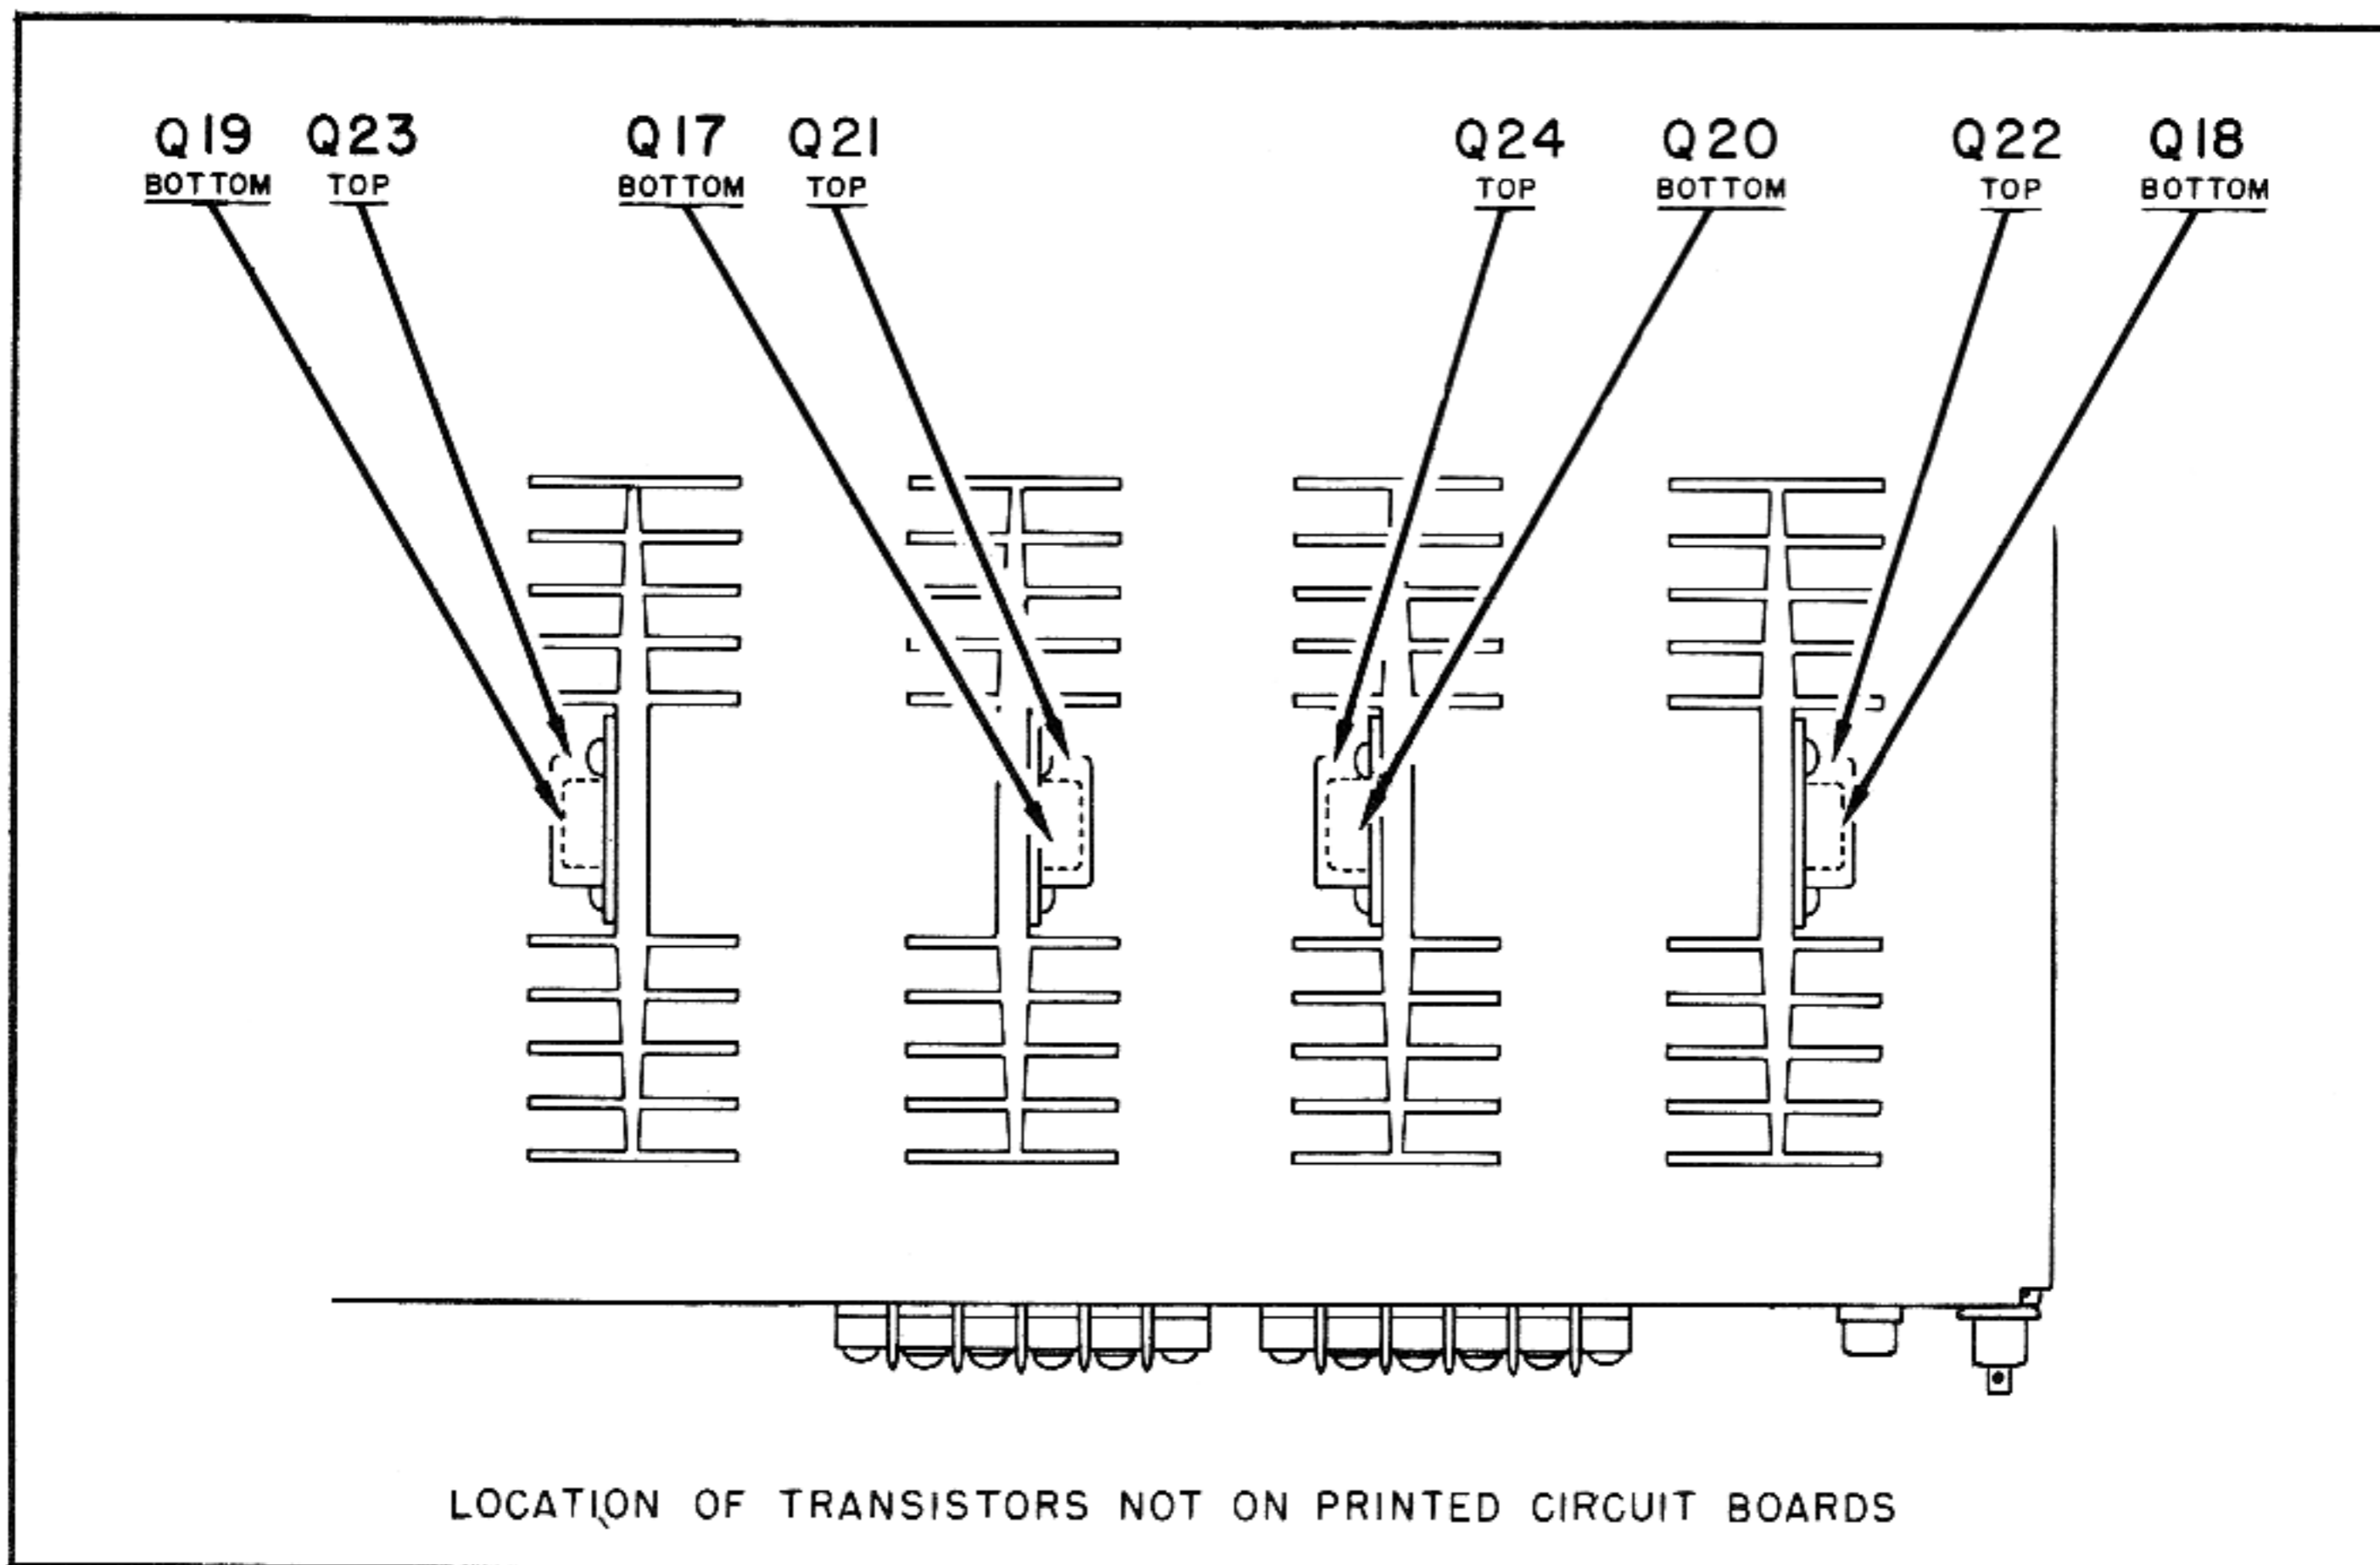 Q19 Q23 Q17 Q21 Q24 Q20 Q22 Q18
BOTTOM TOP BOTTOM TOP TOP BOTTOM TOP BOTTOM
LOCATION OF TRANSISTORS NOT ON PRINTED CIRCUIT BOARDS